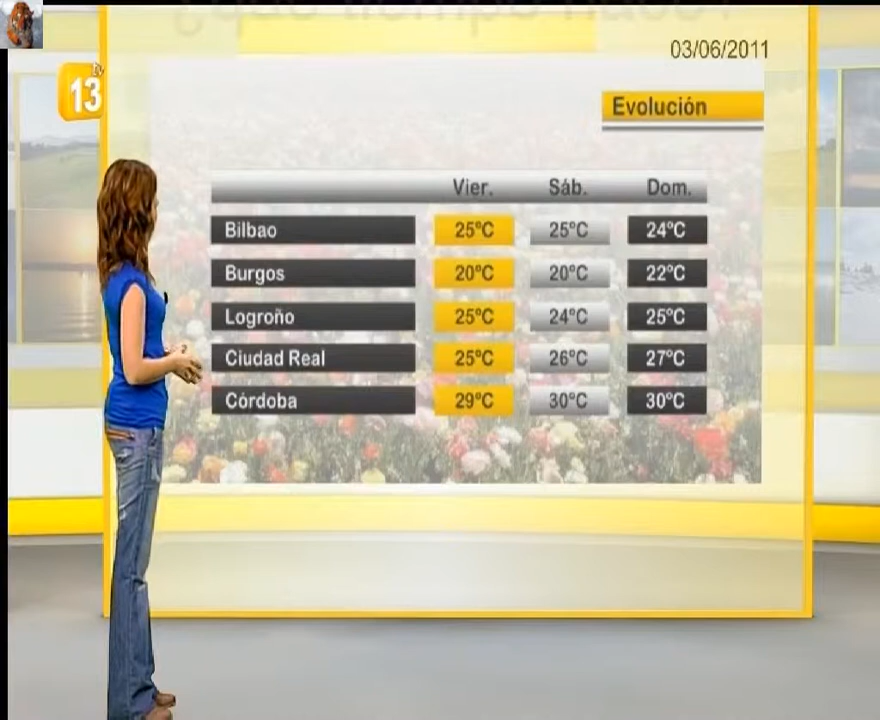 03/06/2011
tv
13
Evolución
Vier. Sáb. Dom.
Bilbao 25ºC 25ºC 24ºC
Burgos 20ºC 20ºC 22ºC
Logroño 25ºC 24ºC 25ºC
Ciudad Real 25ºC 26ºC 27ºC
Córdoba 29ºC 30ºC 30ºC